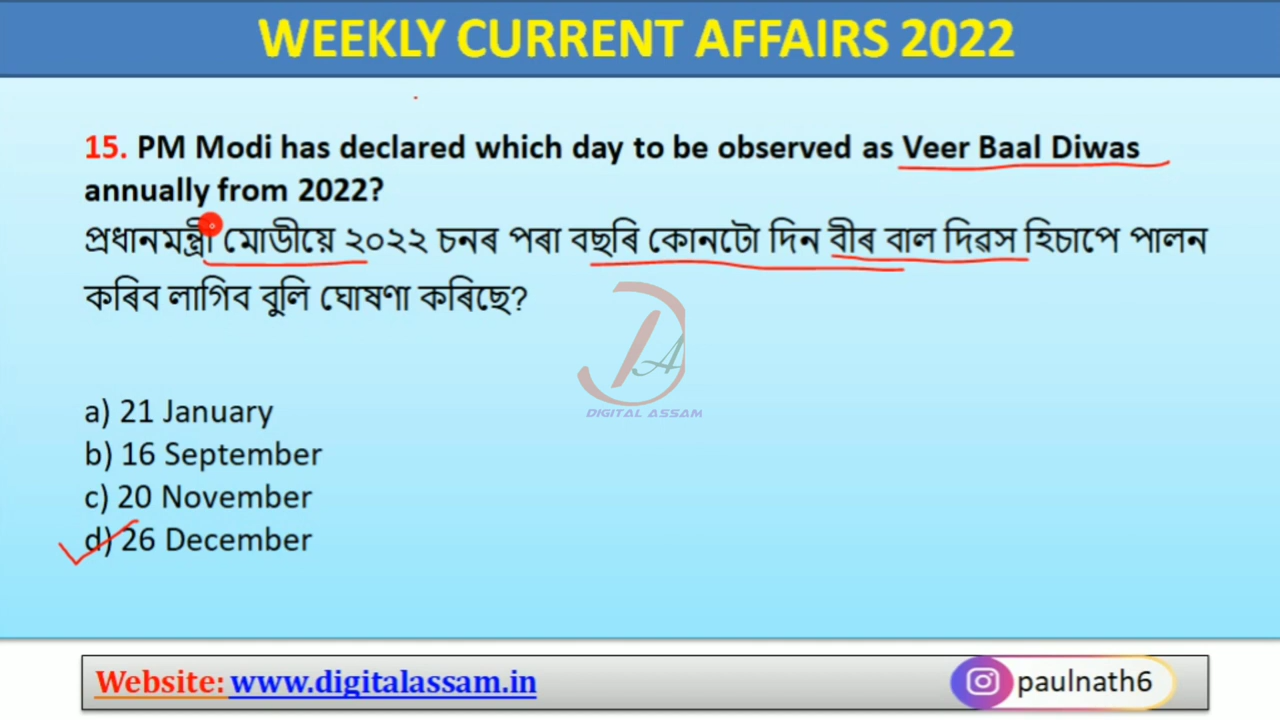 WEEKLY CURRENT AFFAIRS 2022
15. PM Modi has declared which day to be observed as Veer Baal Diwas
annually from 2022?
প্ৰধানমন্ত্ৰী মোডীয়ে ২০২২ চনৰ পৰা বছৰি কোনটো দিন বীৰ বাল দিৱস হিচাপে পালন
কৰিব লাগিব বুলি ঘোষণা কৰিছে?
a) 21 January
b) 16 September
c) 20 November
d) 26 December
DA
DIGITAL ASSAM
Website: www.digitalassam.in
paulnath6